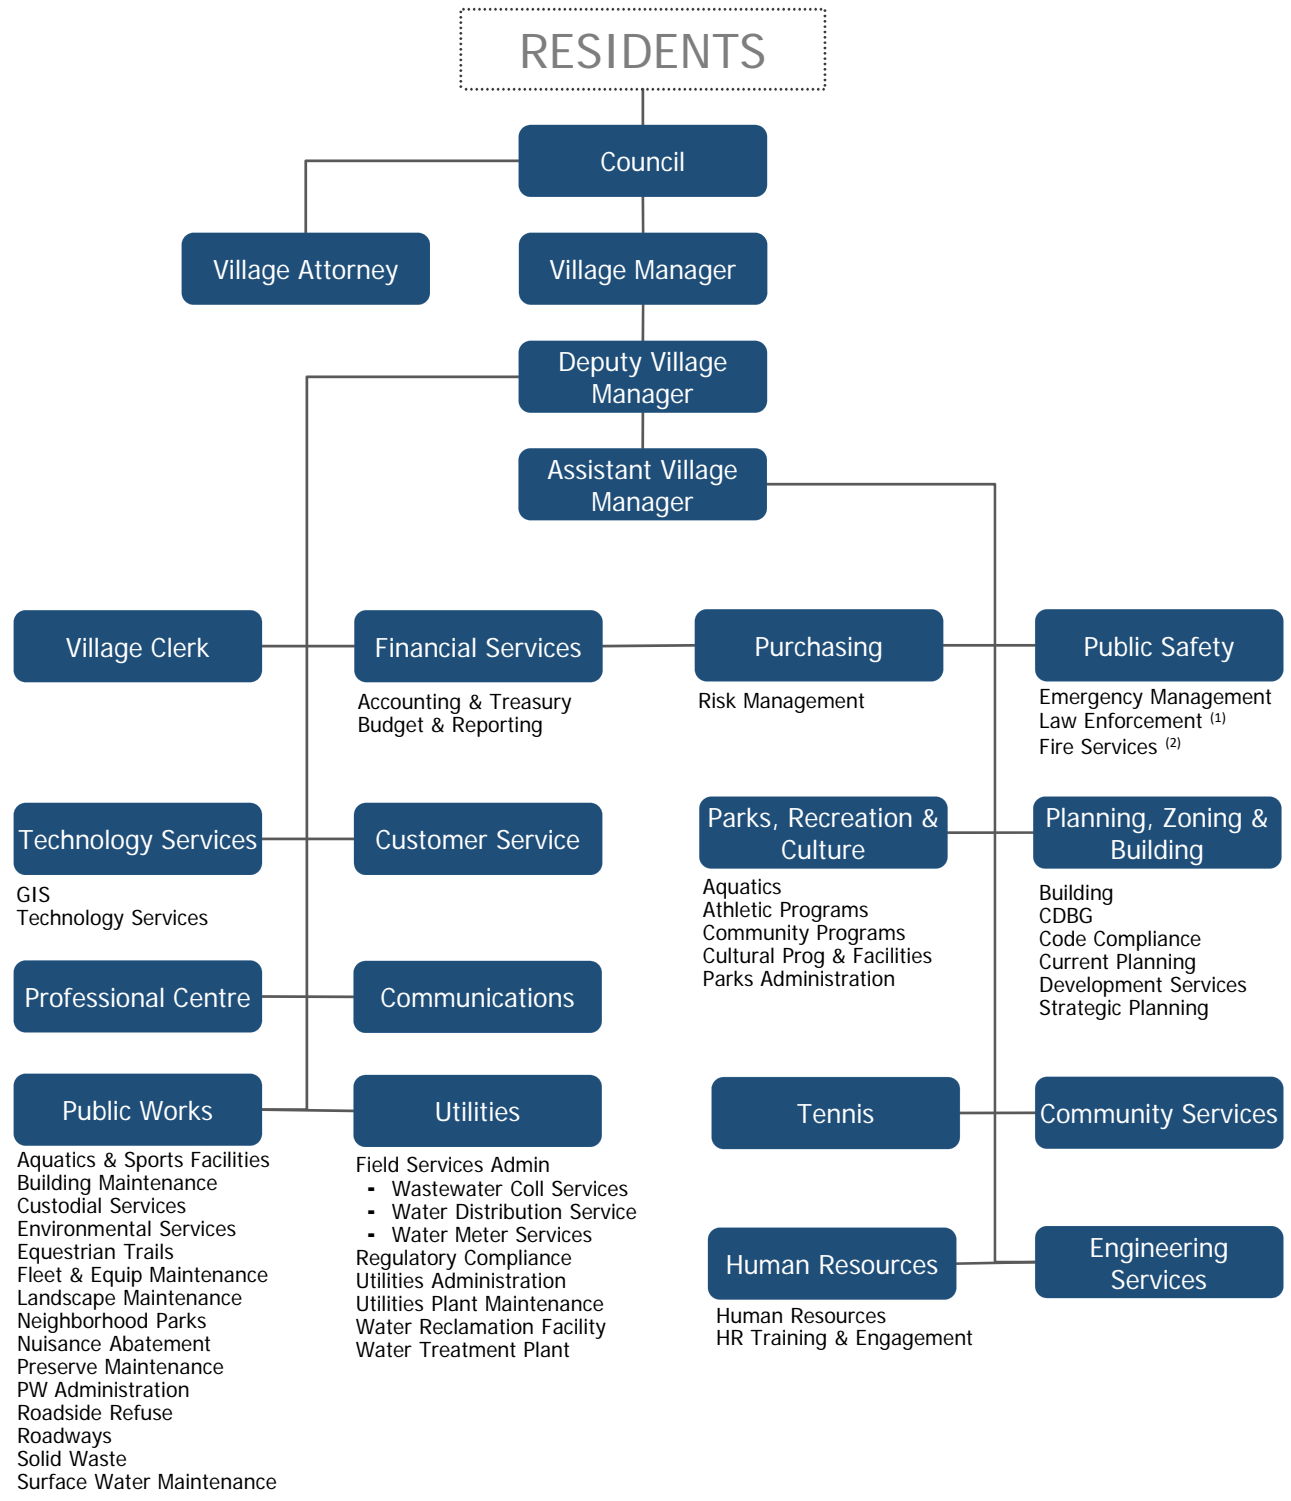 RESIDENTS
Council
Village Attorney
Village Manager
Deputy Village
Manager
Assistant Village
Manager
Village Clerk
Financial Services
Accounting & Treasury
Budget & Reporting
Purchasing
Risk Management
Public Safety
Emergency Management
Law Enforcement (1)
Fire Services (2)
Technology Services
GIS
Technology Services
Customer Service
Parks, Recreation &
Culture
Aquatics
Athletic Programs
Community Programs
Cultural Prog & Facilities
Parks Administration
Planning, Zoning &
Building
Building
CDBG
Code Compliance
Current Planning
Development Services
Strategic Planning
Professional Centre
Communications
Public Works
Aquatics & Sports Facilities
Building Maintenance
Custodial Services
Environmental Services
Equestrian Trails
Fleet & Equip Maintenance
Landscape Maintenance
Neighborhood Parks
Nuisance Abatement
Preserve Maintenance
PW Administration
Roadside Refuse
Roadways
Solid Waste
Surface Water Maintenance
Utilities
Field Services Admin
- Wastewater Coll Services
- Water Distribution Service
- Water Meter Services
Regulatory Compliance
Utilities Administration
Utilities Plant Maintenance
Water Reclamation Facility
Water Treatment Plant
Tennis
Community Services
Human Resources
Human Resources
HR Training & Engagement
Engineering
Services